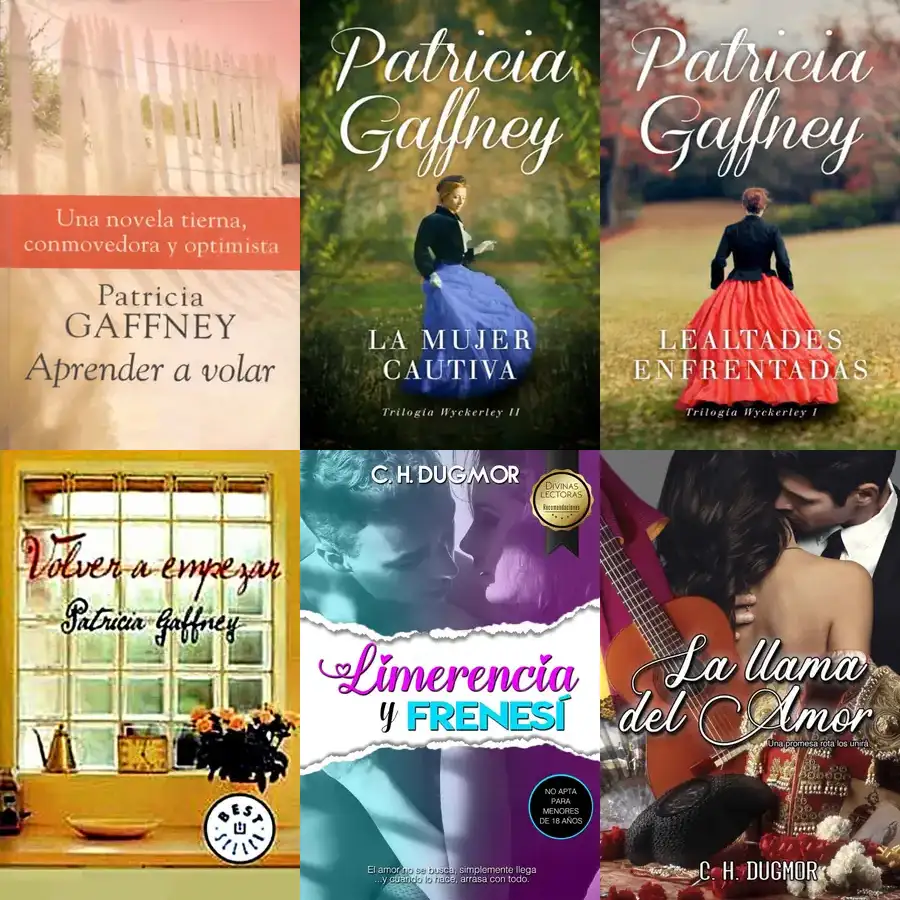 Una novela tierna,
conmovedora y optimista
Patricia
GAFFNEY
Aprender a volar
Patricia
Gaffney
LA MUJER
CAUTIVA
Trilogía Wyckerley II
Patricia
Gaffney
LEALTADES
ENFRENTADAS
Trilogía Wyckerley I
Volver a empezar
Patricia Gaffney
BEST
SELLER
C. H. DUGMOR
DIVINAS
LECTORAS
Recomendaciones
Limerencia
y FRENESÍ
NO APTA
PARA
MENORES
DE 18 AÑOS
El amor no se busca, simplemente llega
...y cuando lo hace, arrasa con todo.
La llama
del Amor
Una promesa rota los unirá
C. H. DUGMOR